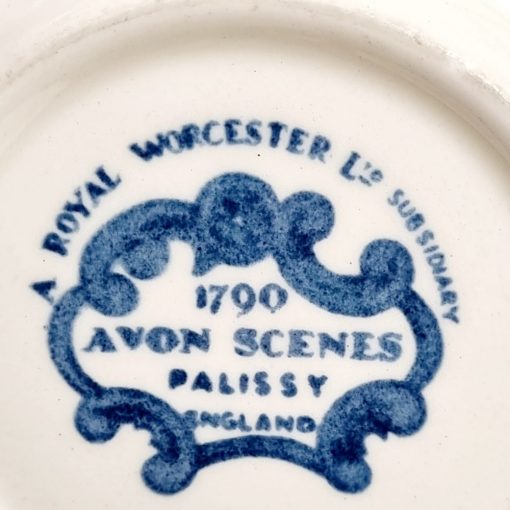 A ROYAL WORCESTER LTD SUBSIDIARY
1790
AVON SCENES
PALISSY
ENGLAND